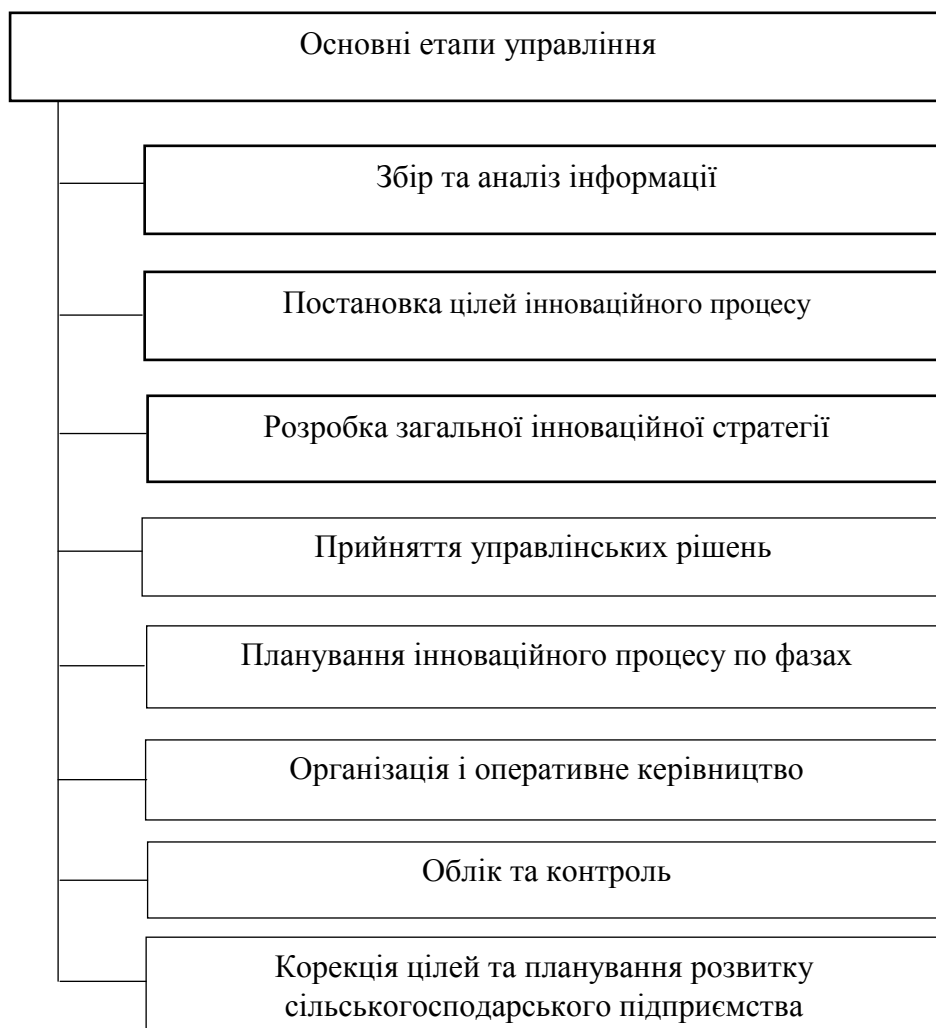 Основні етапи управління
Збір та аналіз інформації
Постановка цілей інноваційного процесу
Розробка загальної інноваційної стратегії
Прийняття управлінських рішень
Планування інноваційного процесу по фазах
Організація і оперативне керівництво
Облік та контроль
Корекція цілей та планування розвитку
сільськогосподарського підприємства